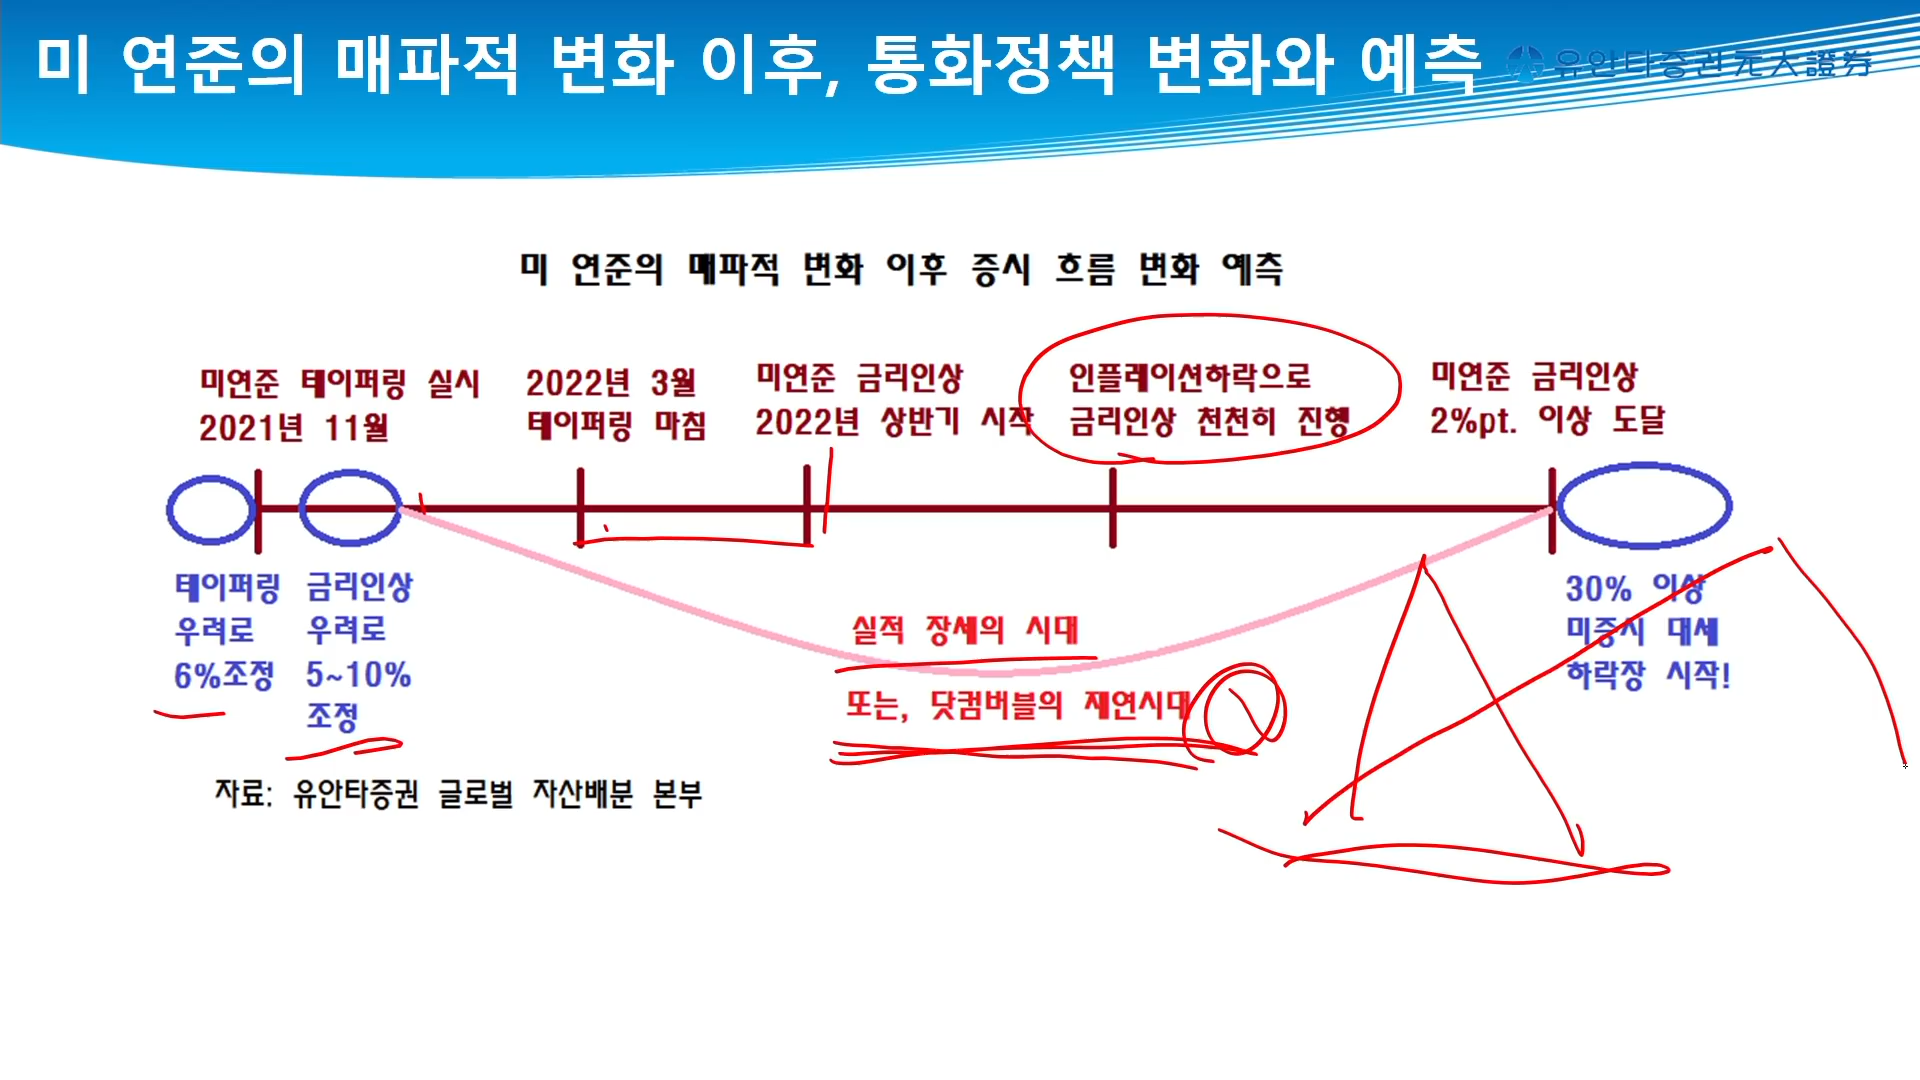 미 연준의 매파적 변화 이후, 통화정책 변화와 예측
유안타증권 元大證券
미 연준의 매파적 변화 이후 증시 흐름 변화 예측
미연준 테이퍼링 실시
2021년 11월
2022년 3월
테이퍼링 마침
미연준 금리인상
2022년 상반기 시작
인플레이션하락으로
금리인상 천천히 진행
미연준 금리인상
2%pt. 이상 도달
테이퍼링
우려로
6%조정
금리인상
우려로
5~10%
조정
실적 장세의 시대
또는, 닷컴버블의 재연시대
30% 이상
미증시 대세
하락장 시작!
자료: 유안타증권 글로벌 자산배분 본부